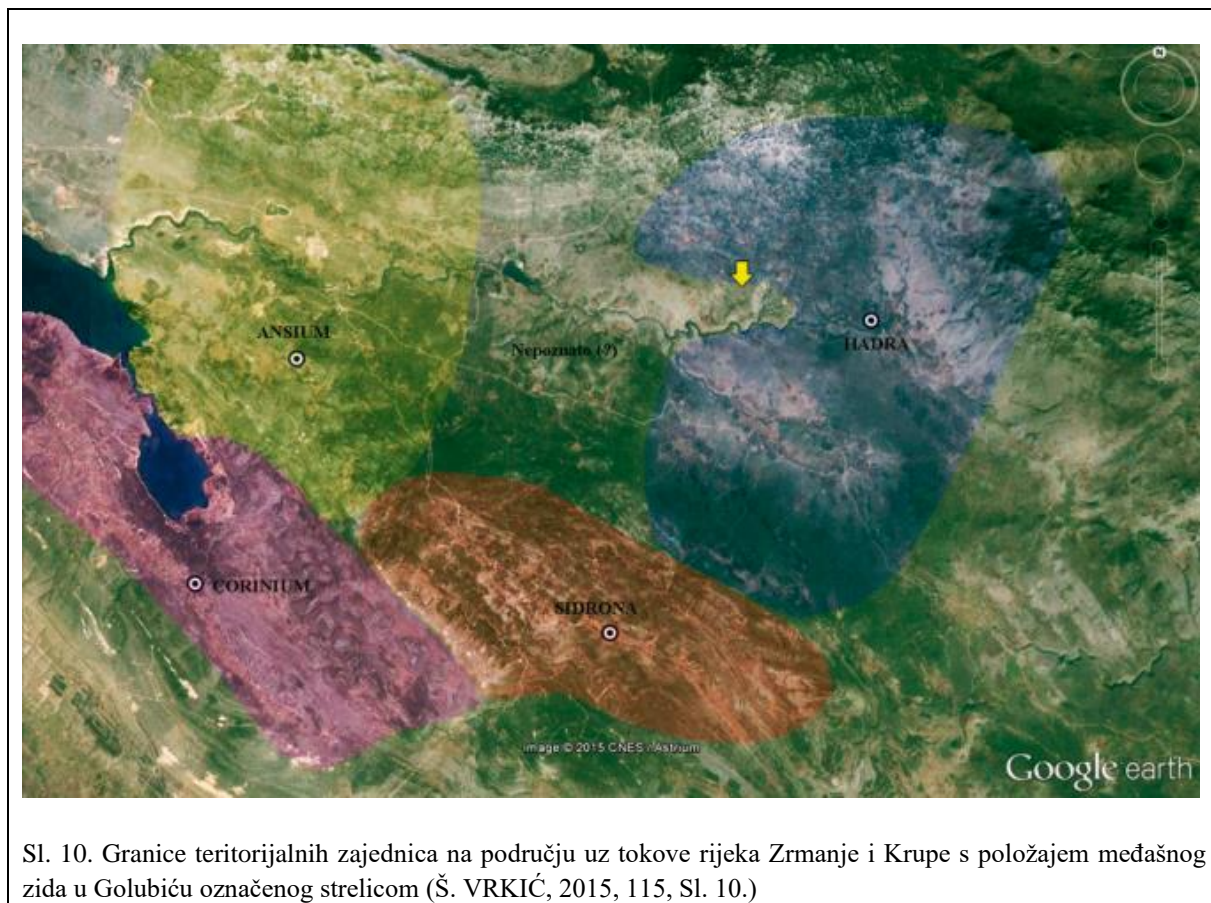 N
ANSIUM
HADRA
Nepoznato (?)
CORINIUM
SIDRONA
Image © 2015 CNES / Astrium
Google earth
Sl. 10. Granice teritorijalnih zajednica na području uz tokove rijeka Zrmanje i Krupe s položajem međašnog
zida u Golubiću označenog strelicom (Š. VRKIĆ, 2015, 115, Sl. 10.)